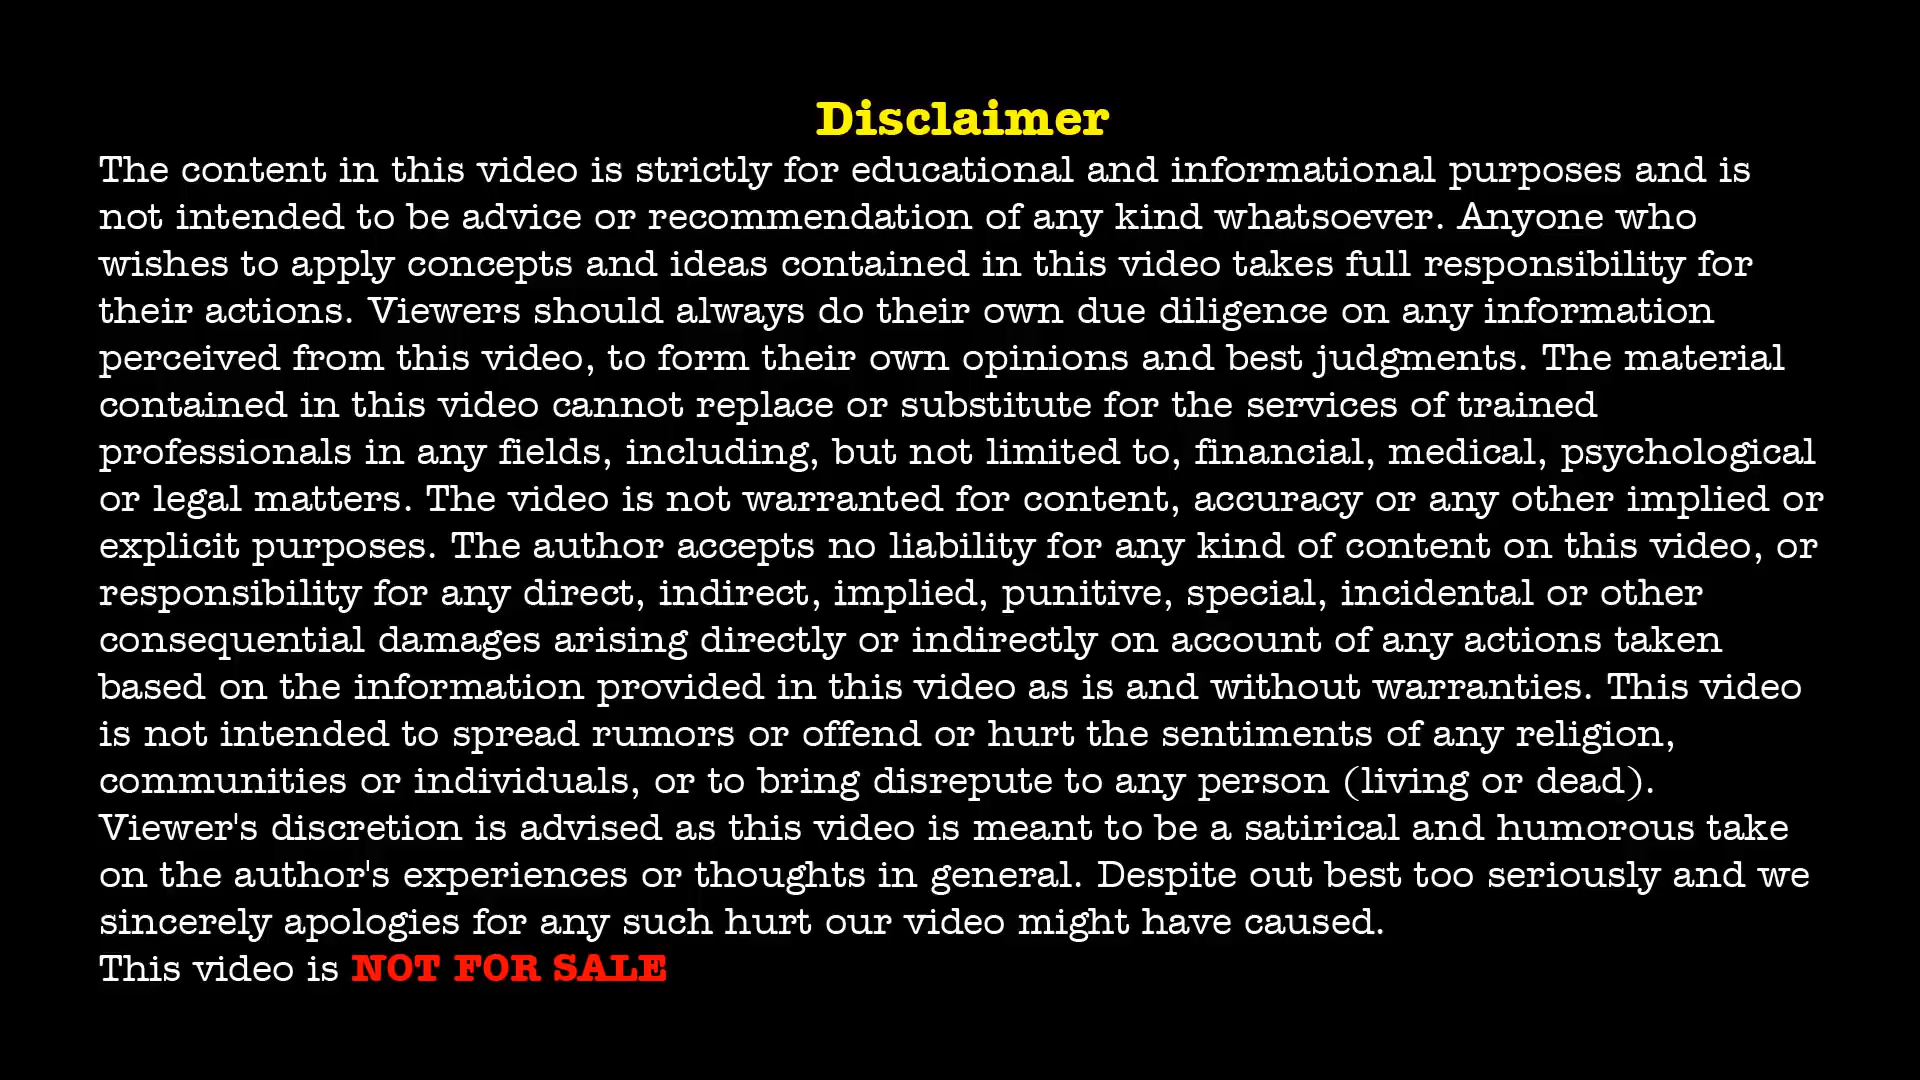 Disclaimer
The content in this video is strictly for educational and informational purposes and is
not intended to be advice or recommendation of any kind whatsoever. Anyone who
wishes to apply concepts and ideas contained in this video takes full responsibility for
their actions. Viewers should always do their own due diligence on any information
perceived from this video, to form their own opinions and best judgments. The material
contained in this video cannot replace or substitute for the services of trained
professionals in any fields, including, but not limited to, financial, medical, psychological
or legal matters. The video is not warranted for content, accuracy or any other implied or
explicit purposes. The author accepts no liability for any kind of content on this video, or
responsibility for any direct, indirect, implied, punitive, special, incidental or other
consequential damages arising directly or indirectly on account of any actions taken
based on the information provided in this video as is and without warranties. This video
is not intended to spread rumors or offend or hurt the sentiments of any religion,
communities or individuals, or to bring disrepute to any person (living or dead).
Viewer's discretion is advised as this video is meant to be a satirical and humorous take
on the author's experiences or thoughts in general. Despite out best too seriously and we
sincerely apologies for any such hurt our video might have caused.
This video is NOT FOR SALE